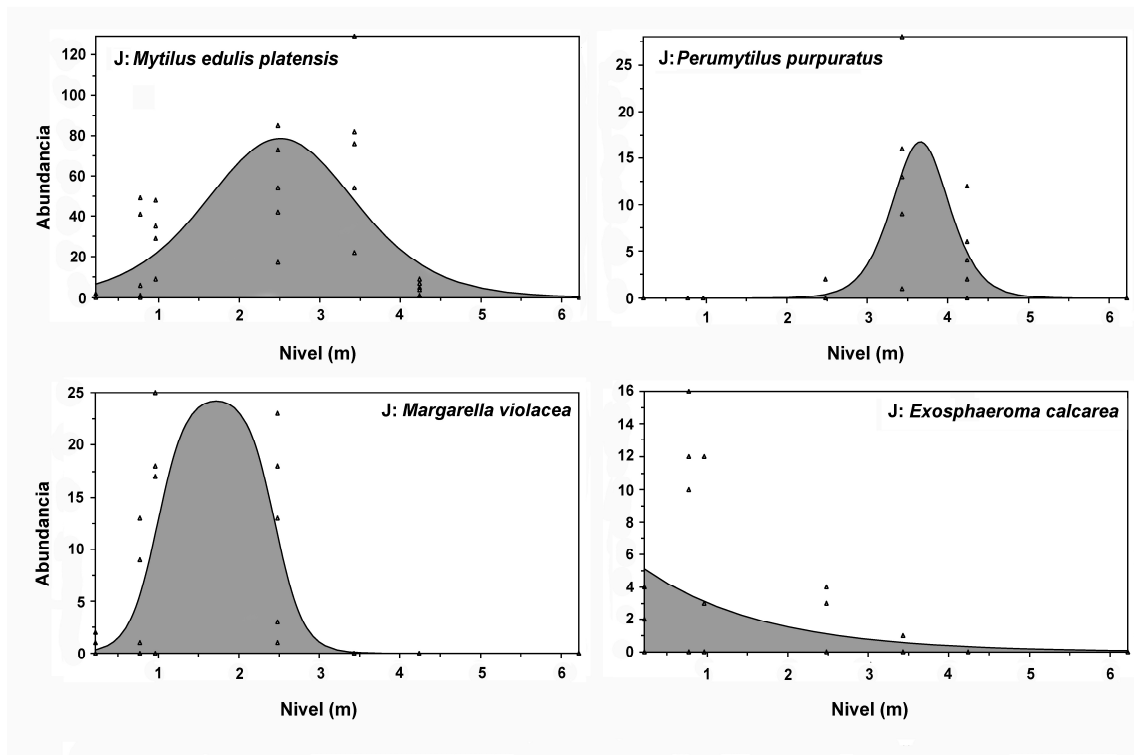 J: Mytilus edulis platensis
Abundancia
120
100
80
60
40
20
0
1 2 3 4 5 6
Nivel (m)
J: Perumytilus purpuratus
25
20
15
10
5
0
1 2 3 4 5 6
Nivel (m)
J: Margarella violacea
Abundancia
25
20
15
10
5
0
1 2 3 4 5 6
Nivel (m)
J: Exosphaeroma calcarea
16
14
12
10
8
6
4
2
0
1 2 3 4 5 6
Nivel (m)